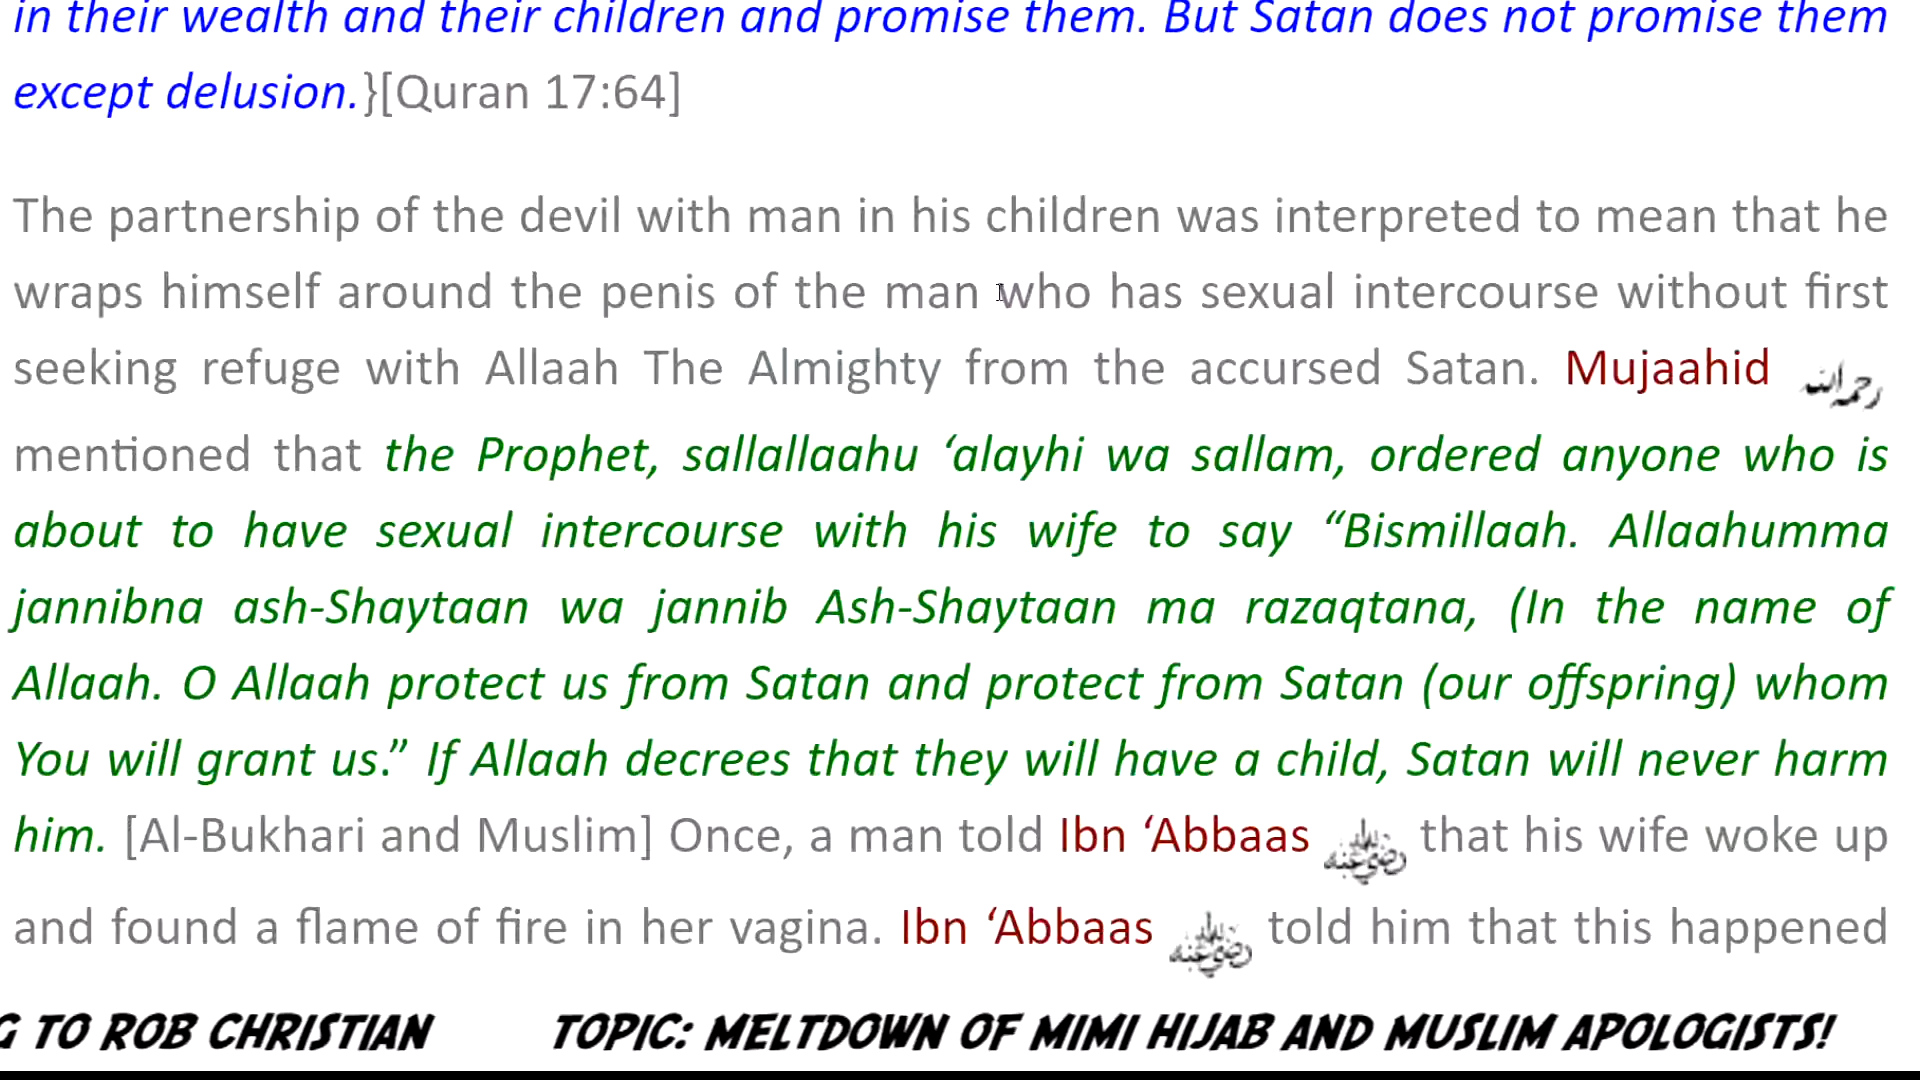 in their wealth and their children and promise them. But Satan does not promise them
except delusion.}[Quran 17:64]
The partnership of the devil with man in his children was interpreted to mean that he
wraps himself around the penis of the man who has sexual intercourse without first
seeking refuge with Allaah The Almighty from the accursed Satan. Mujaahid رحمه الله
mentioned that the Prophet, sallallaahu ‘alayhi wa sallam, ordered anyone who is
about to have sexual intercourse with his wife to say “Bismillaah. Allaahumma
jannibna ash-Shaytaan wa jannib Ash-Shaytaan ma razaqtana, (In the name of
Allaah. O Allaah protect us from Satan and protect from Satan (our offspring) whom
You will grant us.” If Allaah decrees that they will have a child, Satan will never harm
him. [Al-Bukhari and Muslim] Once, a man told Ibn ‘Abbaas رضي الله عنه that his wife woke up
and found a flame of fire in her vagina. Ibn ‘Abbaas رضي الله عنه told him that this happened
G TO ROB CHRISTIAN TOPIC: MELTDOWN OF MIMI HIJAB AND MUSLIM APOLOGISTS!